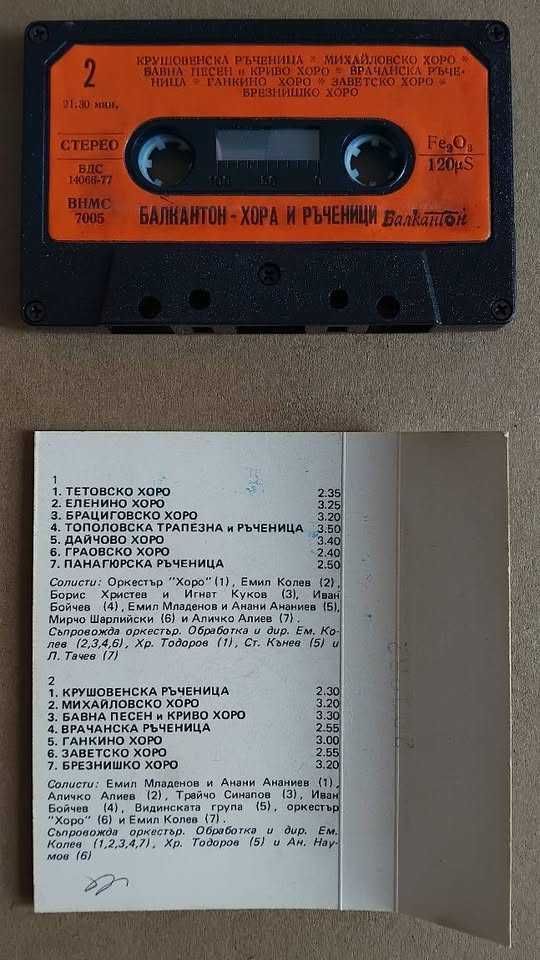 2
КРУШОВЕНСКА РЪЧЕНИЦА * МИХАЙЛОВСКО ХОРО *
БАВНА ПЕСЕН и КРИВО ХОРО * ВРАЧАНСКА РЪЧЕ-
НИЦА * ГАНКИНО ХОРО * ЗАВЕТСКО ХОРО *
БРЕЗНИШКО ХОРО
21.30 мин.
СТЕРЕО
ВДС
14066-77
ВНМС
7005
100 50 0
Fe₂O₃
120µS
БАЛКАНТОН - ХОРА И РЪЧЕНИЦИ Балкантон
1
1. ТЕТОВСКО ХОРО 2.35
2. ЕЛЕНИНО ХОРО 3.25
3. БРАЦИГОВСКО ХОРО 3.20
4. ТОПОЛОВСКА ТРАПЕЗНА и РЪЧЕНИЦА 3.50
5. ДАЙЧОВО ХОРО 3.40
6. ГРАОВСКО ХОРО 2.40
7. ПАНАГЮРСКА РЪЧЕНИЦА 2.50
Солисти: Оркестър "Хоро" (1), Емил Колев (2),
Борис Христев и Игнат Куков (3), Иван
Бойчев (4), Емил Младенов и Анани Ананиев (5),
Мирчо Шарлийски (6) и Аличко Алиев (7).
Съпровожда оркестър. Обработка и дир. Ем. Ко-
лев (2,3,4,6), Хр. Тодоров (1), Ст. Кънев (5) и
Л. Тачев (7)
2
1. КРУШОВЕНСКА РЪЧЕНИЦА 2.30
2. МИХАЙЛОВСКО ХОРО 3.20
3. БАВНА ПЕСЕН и КРИВО ХОРО 3.30
4. ВРАЧАНСКА РЪЧЕНИЦА 2.55
5. ГАНКИНО ХОРО 3.00
6. ЗАВЕТСКО ХОРО 2.55
7. БРЕЗНИШКО ХОРО 3.20
Солисти: Емил Младенов и Анани Ананиев (1),
Аличко Алиев (2), Трайчо Синапов (3), Иван
Бойчев (4), Видинската група (5), оркестър
"Хоро" (6) и Емил Колев (7).
Съпровожда оркестър. Обработка и дир. Ем.
Колев (1,2,3,4,7), Хр. Тодоров (5) и Ан. Нау-
мов (6)